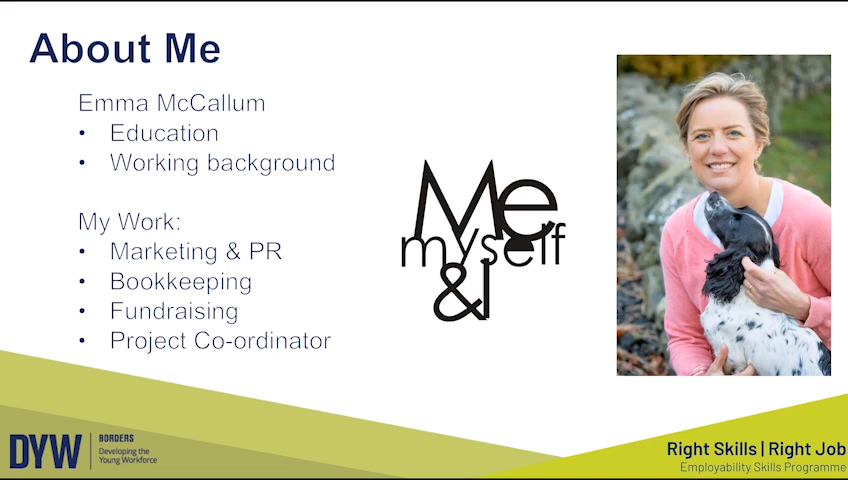 About Me
Emma McCallum
• Education
• Working background
My Work:
• Marketing & PR
• Bookkeeping
• Fundraising
• Project Co-ordinator
Me
myself
&I
DYW
BORDERS
Developing the
Young Workforce
Right Skills | Right Job
Employability Skills Programme